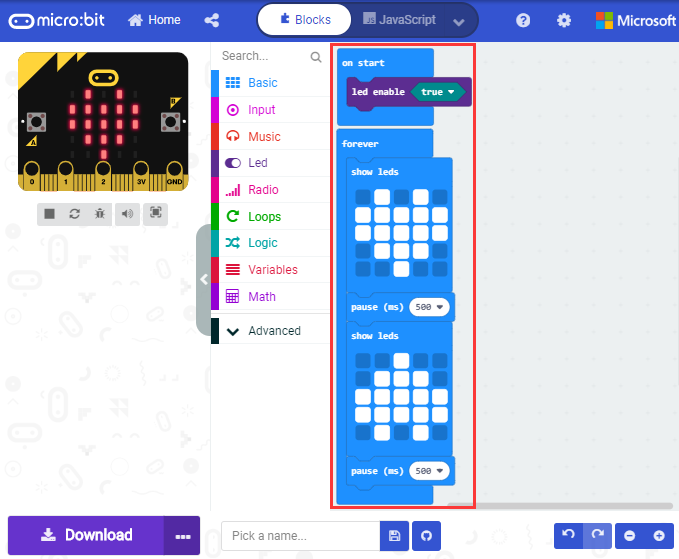 micro:bit
Home
Blocks
JavaScript
?
Microsoft
Search...
Basic
Input
Music
Led
Radio
Loops
Logic
Variables
Math
Advanced
A
B
0 1 2 3V GND
on start
led enable true
forever
show leds
pause (ms) 500
show leds
pause (ms) 500
Download
...
Pick a name...